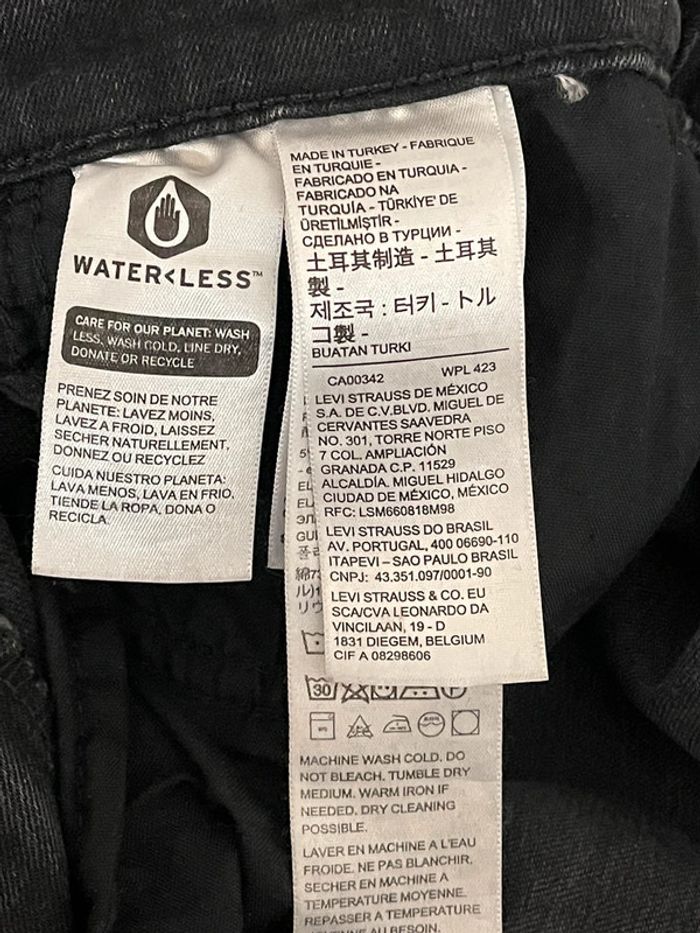 WATER<LESS™
CARE FOR OUR PLANET: WASH
LESS, WASH COLD, LINE DRY,
DONATE OR RECYCLE
PRENEZ SOIN DE NOTRE
PLANETE: LAVEZ MOINS,
LAVEZ A FROID, LAISSEZ
SECHER NATURELLEMENT,
DONNEZ OU RECYCLEZ
CUIDA NUESTRO PLANETA:
LAVA MENOS, LAVA EN FRIO,
TIENDE LA ROPA, DONA O
RECICLA.
MADE IN TURKEY - FABRIQUE
EN TURQUIE -
FABRICADO EN TURQUIA -
FABRICADO NA
TURQUÍA - TÜRKİYE' DE
ÜRETİLMİŞTİR -
СДЕЛАНО В ТУРЦИИ -
土耳其制造 - 土耳其
製 -
제조국 : 터키 - トル
コ製 -
BUATAN TURKI
CA00342 WPL 423
LEVI STRAUSS DE MÉXICO
S.A. DE C.V.BLVD. MIGUEL DE
CERVANTES SAAVEDRA
NO. 301, TORRE NORTE PISO
7 COL. AMPLIACIÓN
GRANADA C.P. 11529
ALCALDÍA. MIGUEL HIDALGO
CIUDAD DE MÉXICO, MÉXICO
RFC: LSM660818M98
LEVI STRAUSS DO BRASIL
AV. PORTUGAL, 400 06690-110
ITAPEVI – SAO PAULO BRASIL
CNPJ: 43.351.097/0001-90
LEVI STRAUSS & CO. EU
SCA/CVA LEONARDO DA
VINCILAAN, 19 - D
1831 DIEGEM, BELGIUM
CIF A 08298606
30
MACHINE WASH COLD. DO
NOT BLEACH. TUMBLE DRY
MEDIUM. WARM IRON IF
NEEDED. DRY CLEANING
POSSIBLE.
LAVER EN MACHINE A L'EAU
FROIDE. NE PAS BLANCHIR.
SECHER EN MACHINE A
TEMPERATURE MOYENNE.
REPASSER A TEMPERATURE
AU BESOIN.